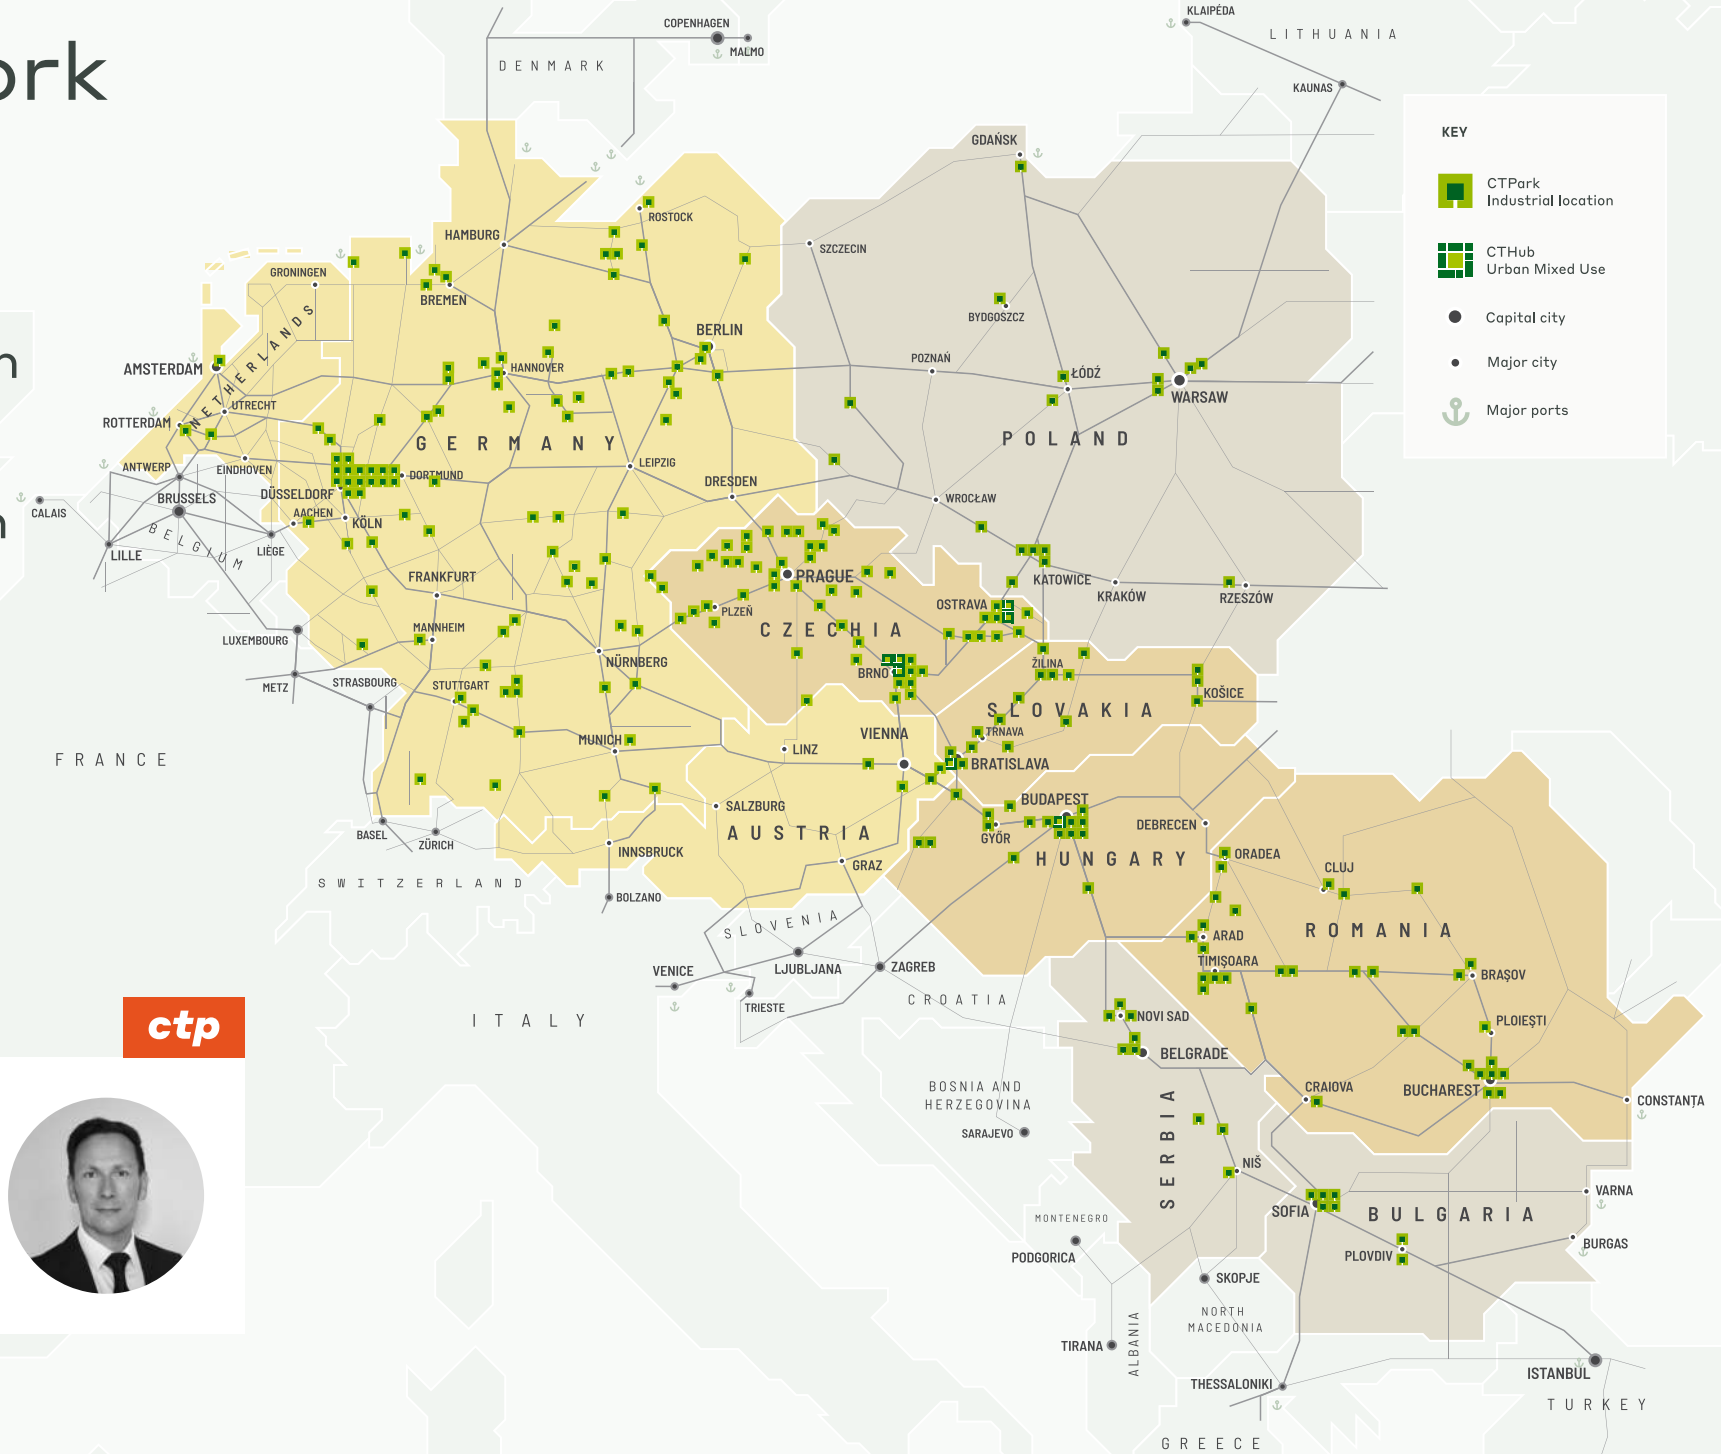 ork
n
n
ctp
KEY
CTPark
Industrial location
CTHub
Urban Mixed Use
Capital city
Major city
Major ports
COPENHAGEN
MALMO
DENMARK
KLAIPÉDA
LITHUANIA
KAUNAS
GDAŃSK
ROSTOCK
HAMBURG
SZCZECIN
GRONINGEN
BREMEN
BYDGOSZCZ
BERLIN
NETHERLANDS
AMSTERDAM
HANNOVER
POZNAŃ
ŁÓDŹ
WARSAW
UTRECHT
ROTTERDAM
GERMANY
POLAND
ANTWERP
EINDHOVEN
DORTMUND
LEIPZIG
DRESDEN
BRUSSELS
DÜSSELDORF
WROCŁAW
CALAIS
AACHEN
KÖLN
BELGIUM
LILLE
LIÈGE
FRANKFURT
PRAGUE
KATOWICE
KRAKÓW
RZESZÓW
OSTRAVA
PLZEŇ
CZECHIA
LUXEMBOURG
MANNHEIM
NÜRNBERG
BRNO
ŽILINA
METZ
STRASBOURG
STUTTGART
KOŠICE
SLOVAKIA
MUNICH
VIENNA
TRNAVA
LINZ
BRATISLAVA
FRANCE
SALZBURG
BUDAPEST
BASEL
ZÜRICH
AUSTRIA
GYŐR
DEBRECEN
INNSBRUCK
GRAZ
HUNGARY
ORADEA
CLUJ
SWITZERLAND
BOLZANO
SLOVENIA
ROMANIA
ARAD
VENICE
LJUBLJANA
ZAGREB
TIMIŞOARA
BRAŞOV
TRIESTE
CROATIA
ITALY
NOVI SAD
PLOIEŞTI
BELGRADE
BOSNIA AND
HERZEGOVINA
CRAIOVA
BUCHAREST
CONSTANȚA
SARAJEVO
SERBIA
NIŠ
VARNA
SOFIA
BULGARIA
MONTENEGRO
PODGORICA
PLOVDIV
BURGAS
SKOPJE
NORTH
MACEDONIA
TIRANA
ALBANIA
THESSALONIKI
ISTANBUL
TURKEY
GREECE